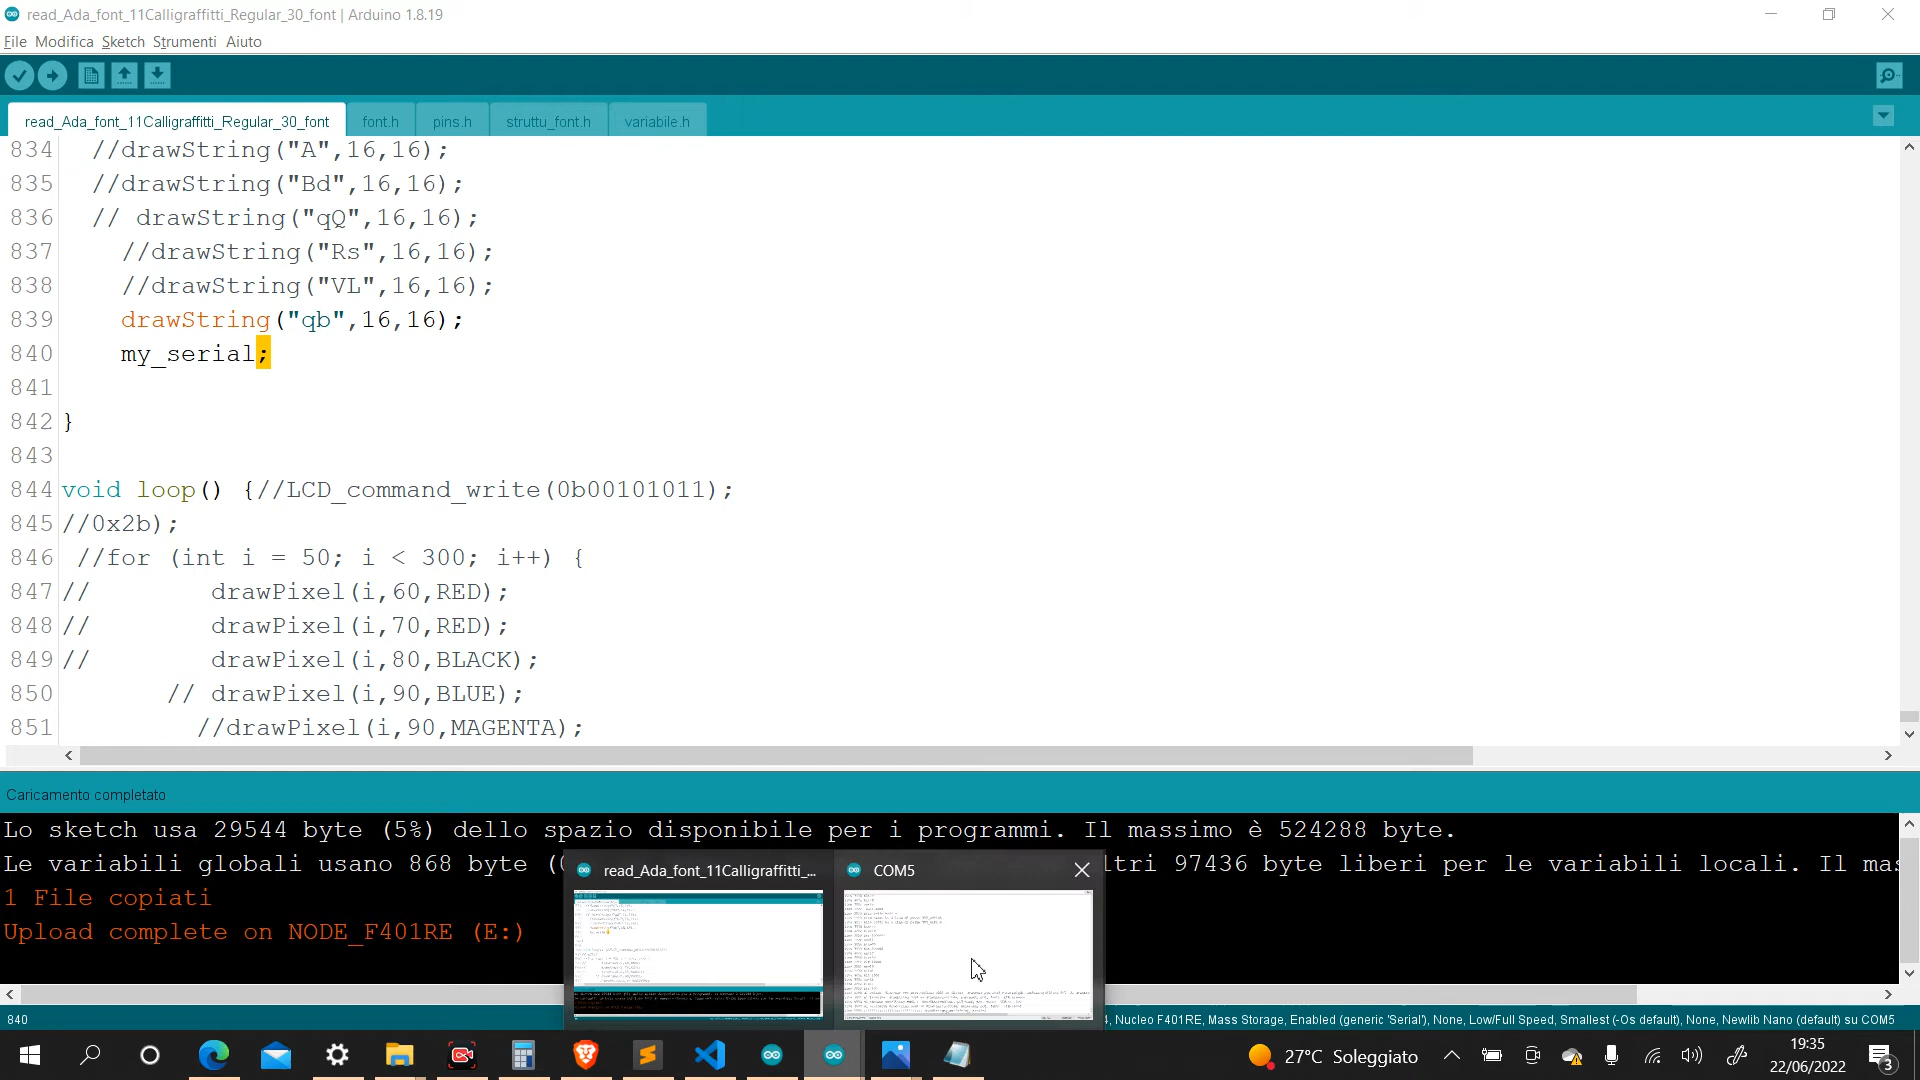 read_Ada_font_11Calligraffitti_Regular_30_font | Arduino 1.8.19
File Modifica Sketch Strumenti Aiuto
read_Ada_font_11Calligraffitti_Regular_30_font font.h pins.h struttu_font.h variabile.h
834 //drawString("A",16,16);
835 //drawString("Bd",16,16);
836 // drawString("qQ",16,16);
837 //drawString("Rs",16,16);
838 //drawString("VL",16,16);
839 drawString("qb",16,16);
840 my_serial;
841
842 }
843
844 void loop() {//LCD_command_write(0b00101011);
845 //0x2b);
846 //for (int i = 50; i < 300; i++) {
847 // drawPixel(i,60,RED);
848 // drawPixel(i,70,RED);
849 // drawPixel(i,80,BLACK);
850 // drawPixel(i,90,BLUE);
851 //drawPixel(i,90,MAGENTA);
Caricamento completato
Lo sketch usa 29544 byte (5%) dello spazio disponibile per i programmi. Il massimo è 524288 byte.
Le variabili globali usano 868 byte ( ltri 97436 byte liberi per le variabili locali. Il mas
1 File copiati
Upload complete on NODE_F401RE (E:)
read_Ada_font_11Calligraffitti_... COM5
840 Nucleo F401RE, Mass Storage, Enabled (generic 'Serial'), None, Low/Full Speed, Smallest (-Os default), None, Newlib Nano (default) su COM5
27°C Soleggiato
19:35
22/06/2022
3